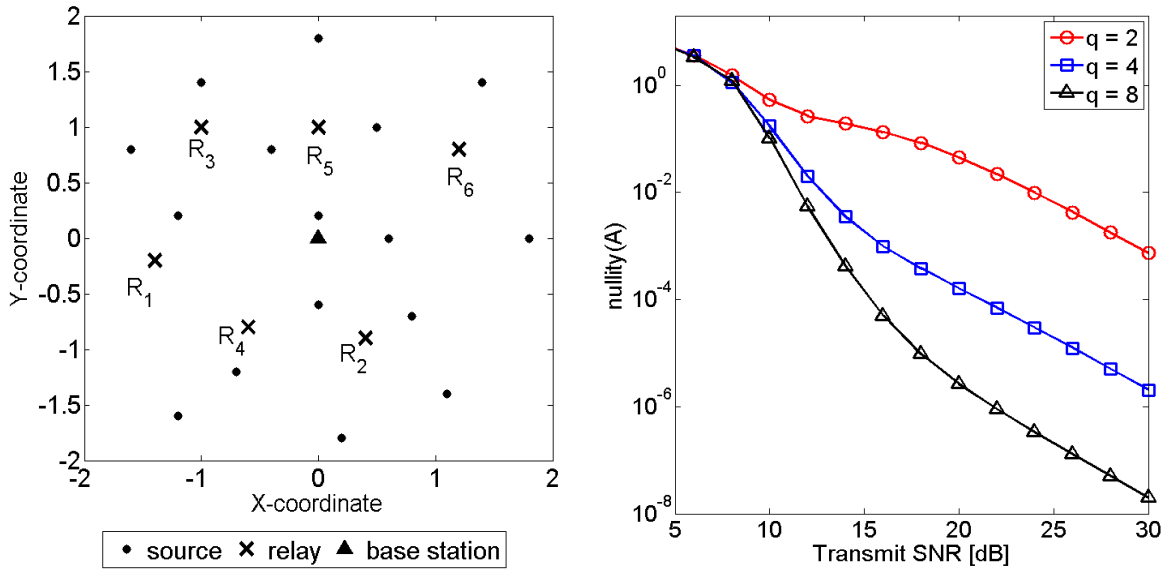 2
1.5
1
0.5
0
-0.5
-1
-1.5
-2
Y-coordinate
-2
-1
0
1
2
X-coordinate
R3
R5
R6
R1
R4
R2
source
relay
base station
10^0
10^-2
10^-4
10^-6
10^-8
nullity(A)
5
10
15
20
25
30
Transmit SNR [dB]
q = 2
q = 4
q = 8